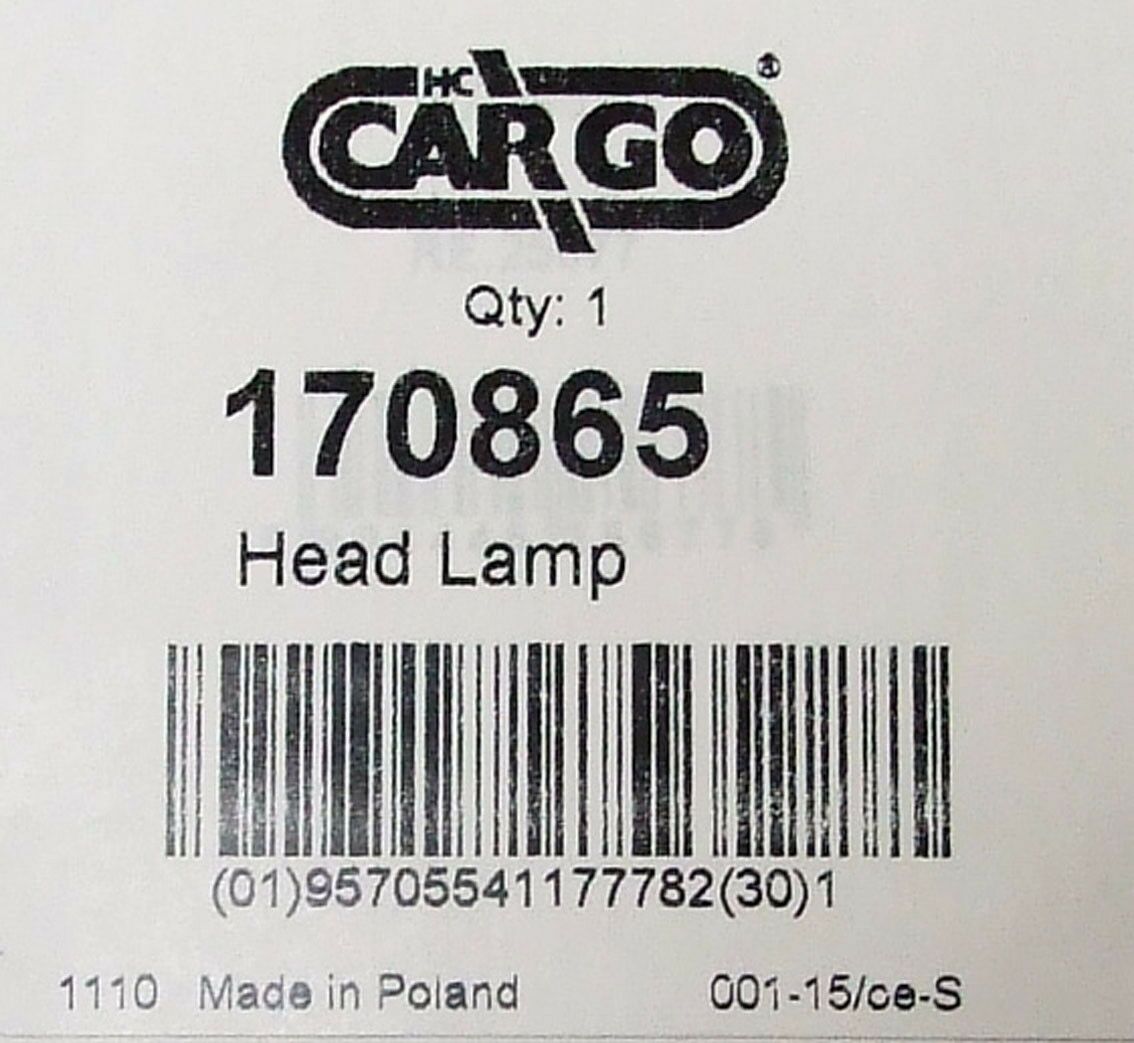 HC
CARGO®
Qty: 1
170865
Head Lamp
(01)95705541177782(30)1
1110 Made in Poland 001-15/ce-S